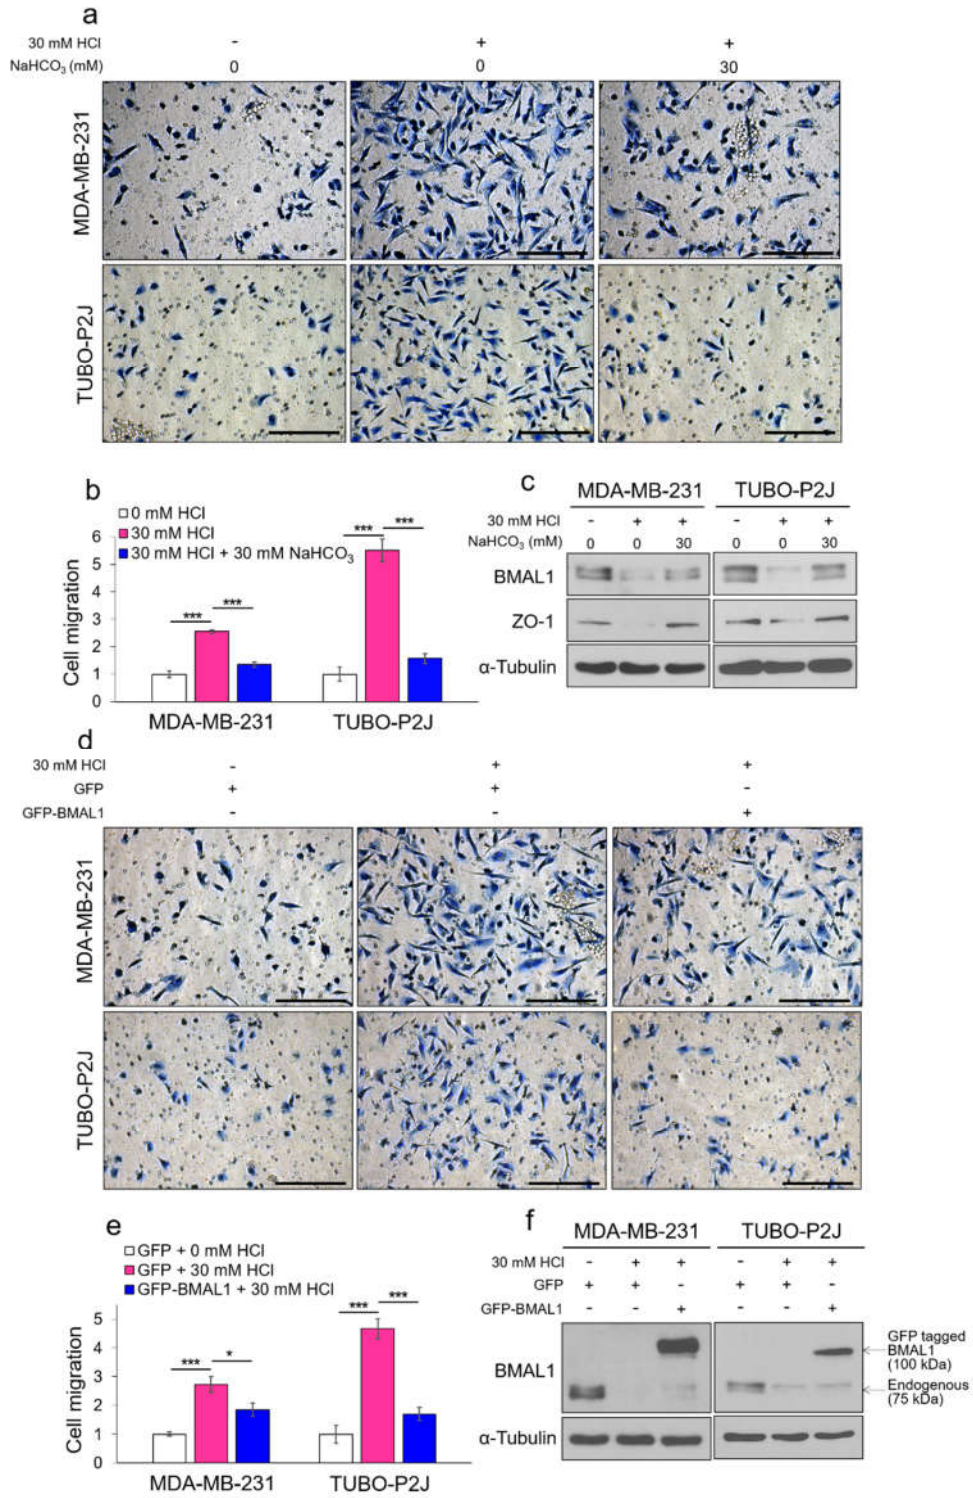 a
30 mM HCl - + +
NaHCO3 (mM) 0 0 30
MDA-MB-231
TUBO-P2J
b
0 mM HCl
30 mM HCl
30 mM HCl + 30 mM NaHCO3
Cell migration
6
5
4
3
2
1
0
*** *** *** ***
MDA-MB-231 TUBO-P2J
c
MDA-MB-231 TUBO-P2J
30 mM HCl - + + - + +
NaHCO3 (mM) 0 0 30 0 0 30
BMAL1
ZO-1
α-Tubulin
d
30 mM HCl - + +
GFP + + -
GFP-BMAL1 - - +
MDA-MB-231
TUBO-P2J
e
GFP + 0 mM HCl
GFP + 30 mM HCl
GFP-BMAL1 + 30 mM HCl
Cell migration
5
4
3
2
1
0
*** * *** ***
MDA-MB-231 TUBO-P2J
f
MDA-MB-231 TUBO-P2J
30 mM HCl - + + - + +
GFP + + - + + -
GFP-BMAL1 - - + - - +
BMAL1
GFP tagged
BMAL1
(100 kDa)
Endogenous
(75 kDa)
α-Tubulin